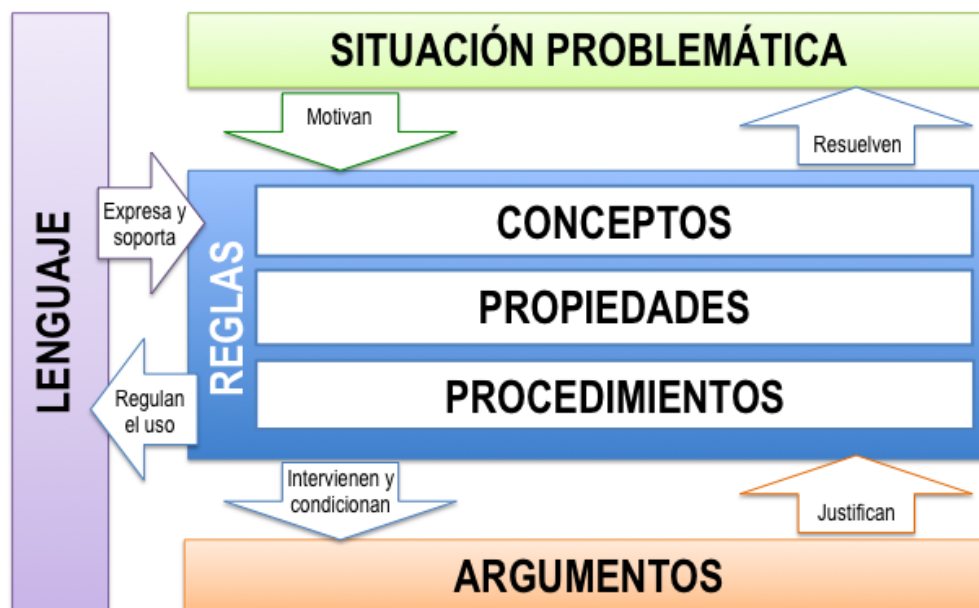 SITUACIÓN PROBLEMÁTICA
Motivan
Resuelven
LENGUAJE
Expresa y
soporta
REGLAS
CONCEPTOS
PROPIEDADES
PROCEDIMIENTOS
Regulan
el uso
Intervienen y
condicionan
Justifican
ARGUMENTOS